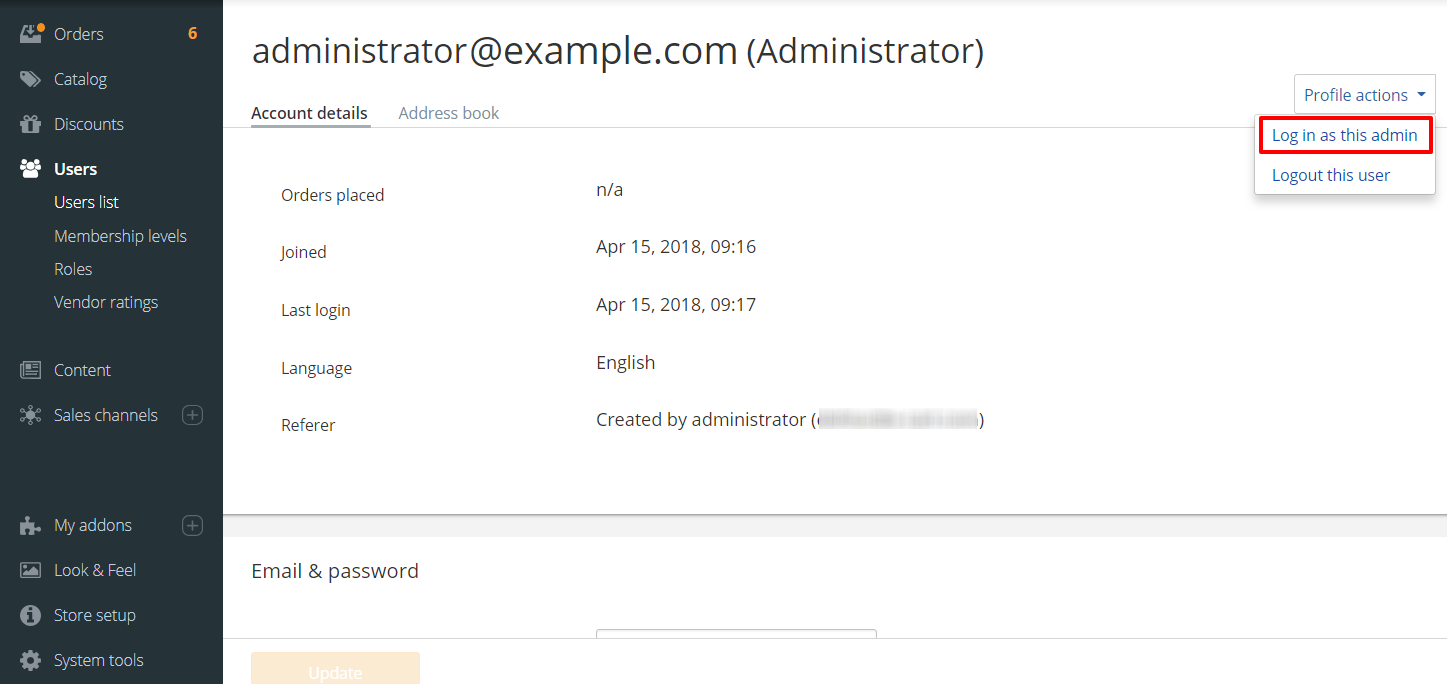 Orders 6
Catalog
Discounts
Users
Users list
Membership levels
Roles
Vendor ratings
Content
Sales channels
My addons
Look & Feel
Store setup
System tools
administrator@example.com (Administrator)
Profile actions
Log in as this admin
Logout this user
Account details Address book
Orders placed n/a
Joined Apr 15, 2018, 09:16
Last login Apr 15, 2018, 09:17
Language English
Referer Created by administrator ( )
Email & password
Update